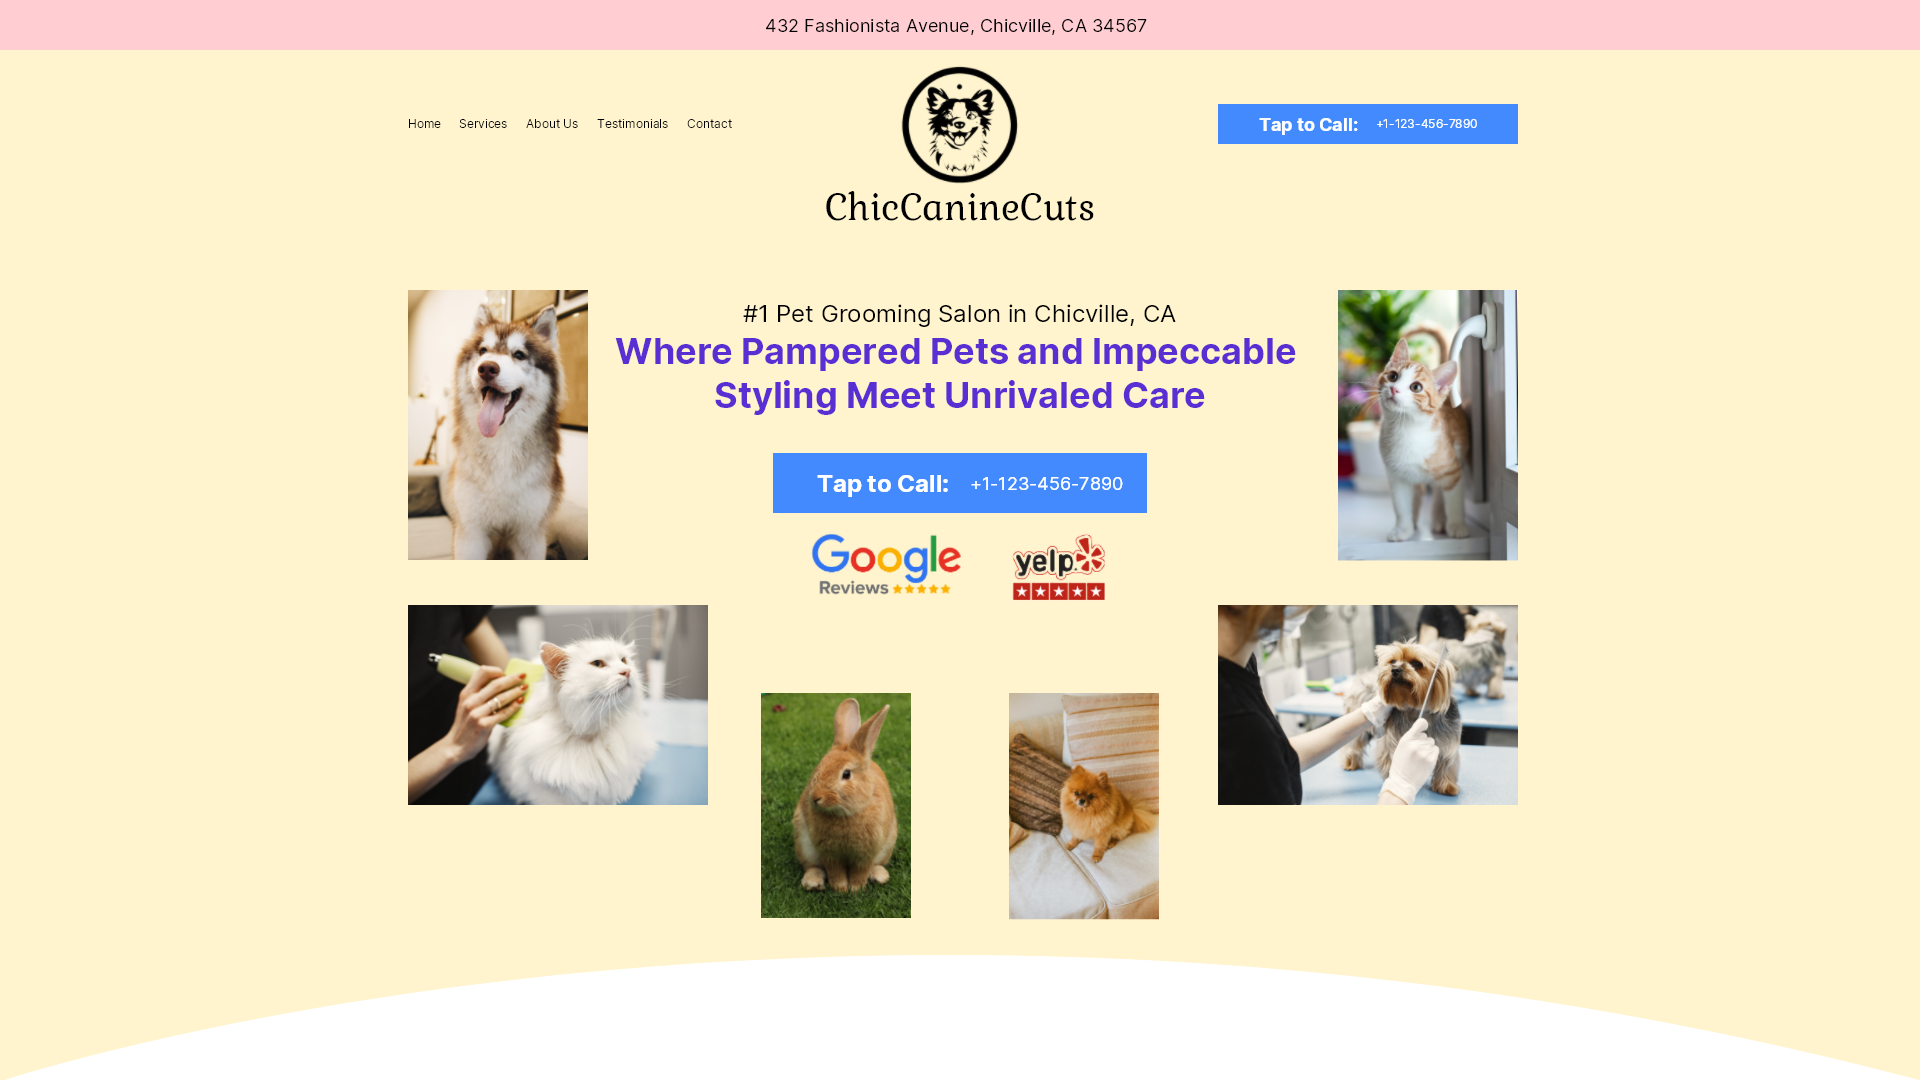 432 Fashionista Avenue, Chicville, CA 34567
Home Services About Us Testimonials Contact
Tap to Call: +1-123-456-7890
ChicCanineCuts
#1 Pet Grooming Salon in Chicville, CA
Where Pampered Pets and Impeccable
Styling Meet Unrivaled Care
Tap to Call: +1-123-456-7890
Google
Reviews
yelp